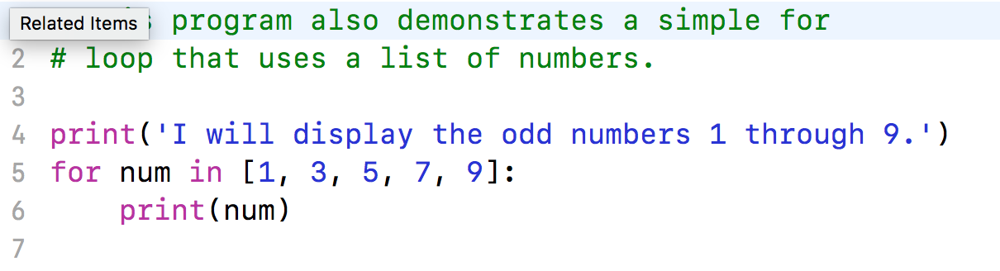 Related Items
program also demonstrates a simple for
2 # loop that uses a list of numbers.
3
4 print('I will display the odd numbers 1 through 9.')
5 for num in [1, 3, 5, 7, 9]:
6     print(num)
7